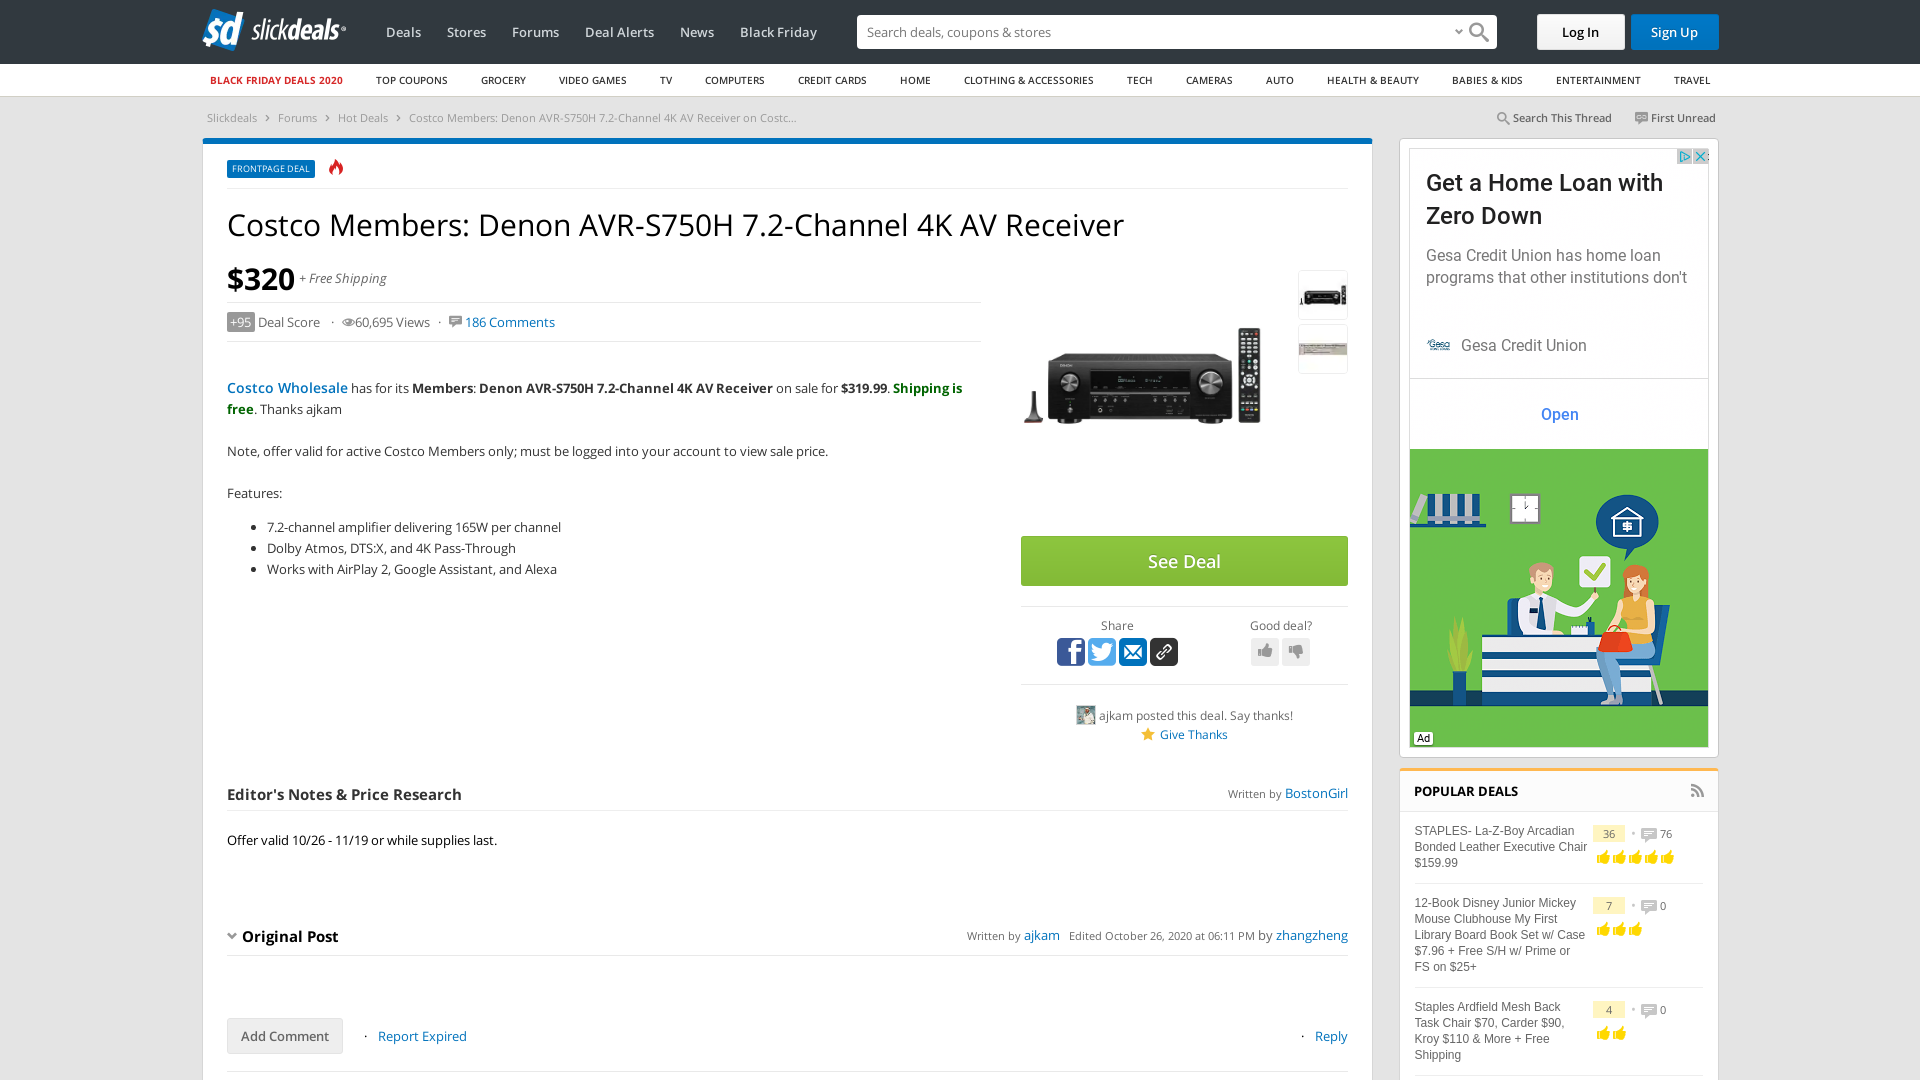 sd slickdeals
Deals Stores Forums Deal Alerts News Black Friday
Search deals, coupons & shares
Log In Sign Up
BLACK FRIDAY DEALS 2020 TOP COUPONS GROCERY VIDEO GAMES TV COMPUTERS CREDIT CARDS HOME CLOTHING & ACCESSORIES TECH CAMERAS AUTO HEALTH & BEAUTY BABIES & KIDS ENTERTAINMENT TRAVEL
Slickdeals > Forums > Hot Deals > Costco Members: Denon AVR-S750H 7.2-Channel 4K AV Receiver on Costc...
Search This Thread First Unread
FRONTPAGE DEAL
Costco Members: Denon AVR-S750H 7.2-Channel 4K AV Receiver
$320 + Free Shipping
+95 Deal Score · 60,695 Views · 186 Comments
Costco Wholesale has for its Members: Denon AVR-S750H 7.2-Channel 4K AV Receiver on sale for $319.99. Shipping is
free. Thanks ajkam
Note, offer valid for active Costco Members only; must be logged into your account to view sale price.
Features:
• 7.2-channel amplifier delivering 165W per channel
• Dolby Atmos, DTS:X, and 4K Pass-Through
• Works with AirPlay 2, Google Assistant, and Alexa
See Deal
Share
Good deal?
ajkam posted this deal. Say thanks!
Give Thanks
Editor's Notes & Price Research
Written by BostonGirl
Offer valid 10/26 - 11/19 or while supplies last.
Original Post
Written by ajkam Edited October 26, 2020 at 06:11 PM by zhangzheng
Add Comment · Report Expired
· Reply
Get a Home Loan with
Zero Down
Gesa Credit Union has home loan
programs that other institutions don't
Gesa
Gesa Credit Union
Open
$
Ad
POPULAR DEALS
STAPLES- La-Z-Boy Arcadian
Bonded Leather Executive Chair
$159.99
36 • 76
12-Book Disney Junior Mickey
Mouse Clubhouse My First
Library Board Book Set w/ Case
$7.96 + Free S/H w/ Prime or
FS on $25+
7 • 0
Staples Ardfield Mesh Back
Task Chair $70, Carder $90,
Kroy $110 & More + Free
Shipping
4 • 0